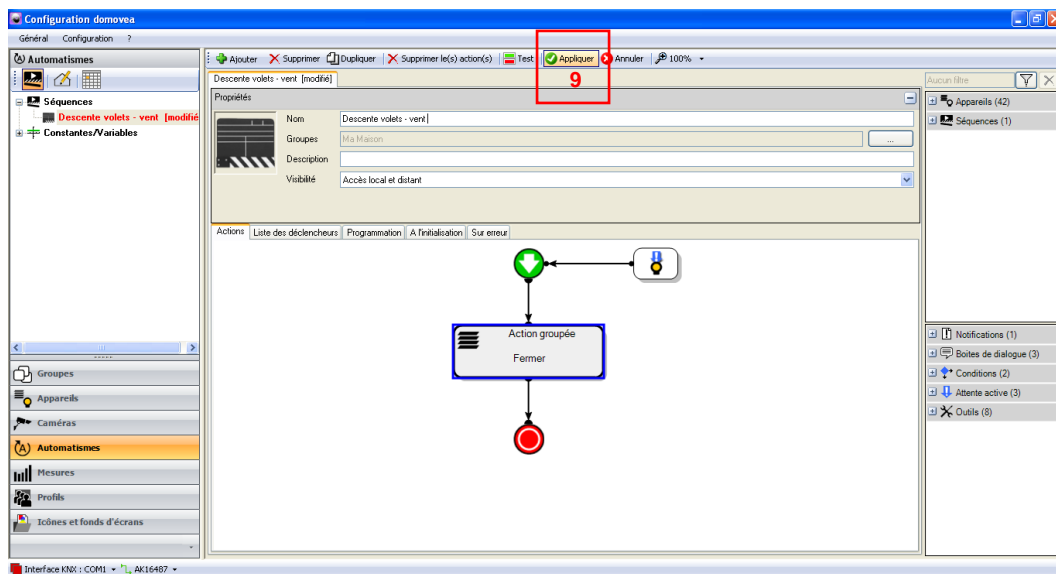 Configuration domovea
Général Configuration ?
Automatismes
Ajouter Supprimer Dupliquer Supprimer le(s) action(s) Test Appliquer Annuler 100%
9
Descente volets - vent [modifié]
Aucun filtre
Propriétés
Nom Descente volets - vent
Groupes Ma Maison ...
Description
Visibilité Accès local et distant
Séquences
Descente volets - vent [modifié
Constantes/Variables
Appareils (42)
Séquences (1)
Actions Liste des déclencheurs Programmation A l'initialisation Sur erreur
Action groupée
Fermer
Notifications (1)
Boites de dialogue (3)
Conditions (2)
Attente active (3)
Outils (8)
Groupes
Appareils
Caméras
Automatismes
Mesures
Profils
Icônes et fonds d'écrans
Interface KNX : COM1 AK16487